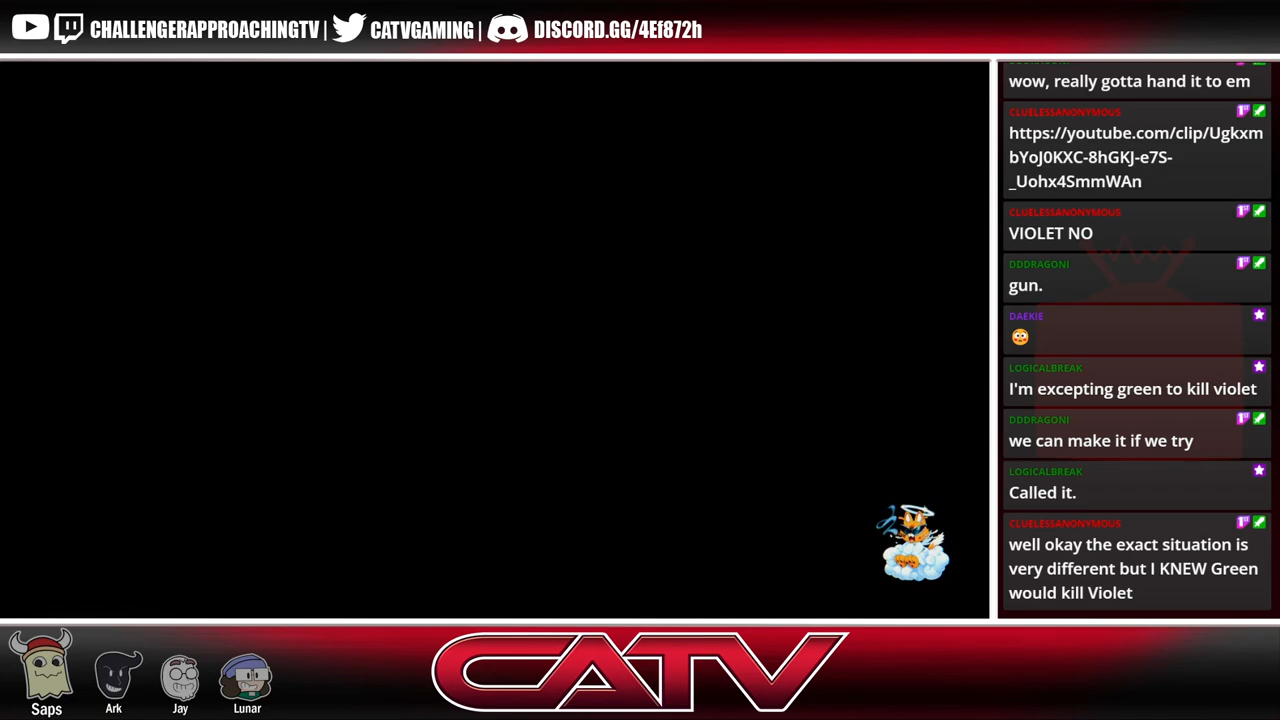 CHALLENGERAPPROACHINGTV | CATVGAMING | DISCORD.GG/4Ef872h
wow, really gotta hand it to em
CLUELESSANONYMOUS
https://youtube.com/clip/Ugkxm
bYoJ0KXC-8hGKJ-e7S-
_Uohx4SmmWAn
CLUELESSANONYMOUS
VIOLET NO
DDDRAGONI
gun.
DAEKIE
LOGICALBREAK
I'm excepting green to kill violet
DDDRAGONI
we can make it if we try
LOGICALBREAK
Called it.
CLUELESSANONYMOUS
well okay the exact situation is
very different but I KNEW Green
would kill Violet
Saps
Ark
Jay
Lunar
CATV